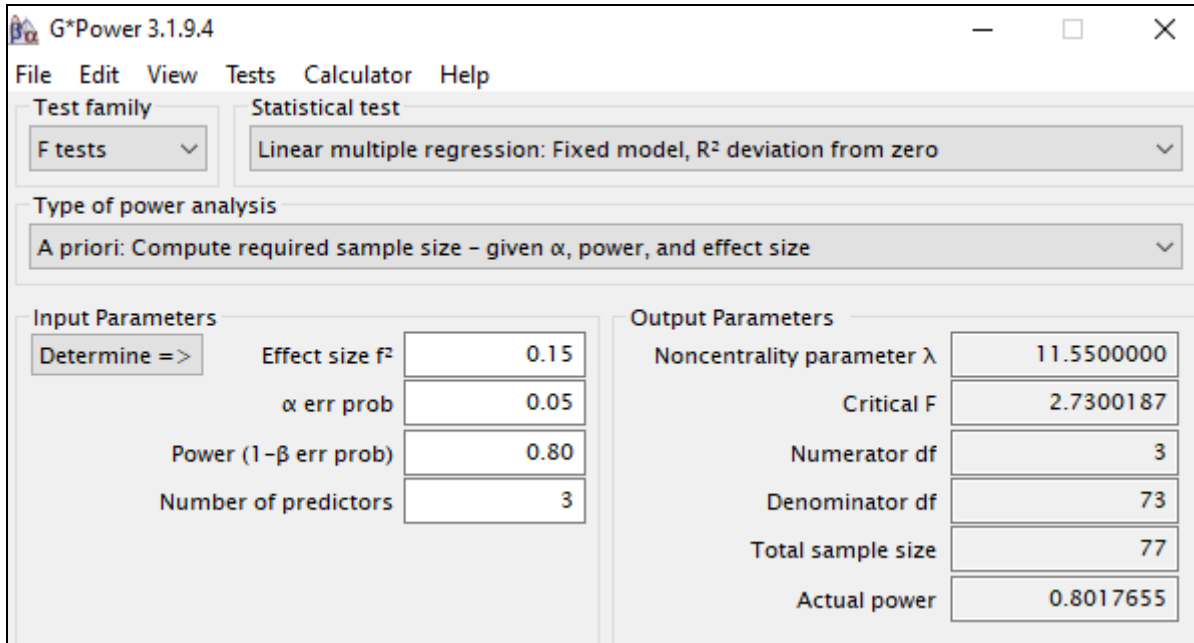 G*Power 3.1.9.4
File Edit View Tests Calculator Help
Test family
Statistical test
F tests
Linear multiple regression: Fixed model, R² deviation from zero
Type of power analysis
A priori: Compute required sample size – given α, power, and effect size
Input Parameters
Determine =>
Effect size f² 0.15
α err prob 0.05
Power (1–β err prob) 0.80
Number of predictors 3
Output Parameters
Noncentrality parameter λ 11.5500000
Critical F 2.7300187
Numerator df 3
Denominator df 73
Total sample size 77
Actual power 0.8017655